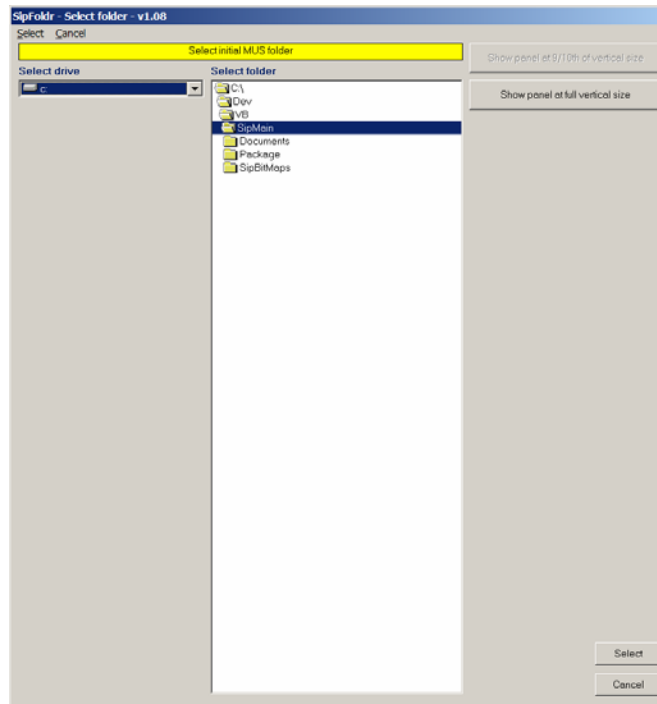 SipFoldr - Select folder - v1.08
Select Cancel
Select initial MUS folder
Show panel at 9/10th of vertical size
Select drive
Select folder
c:
C:\
Dev
VB
SipMain
Documents
Package
SipBitMaps
Show panel at full vertical size
Select
Cancel